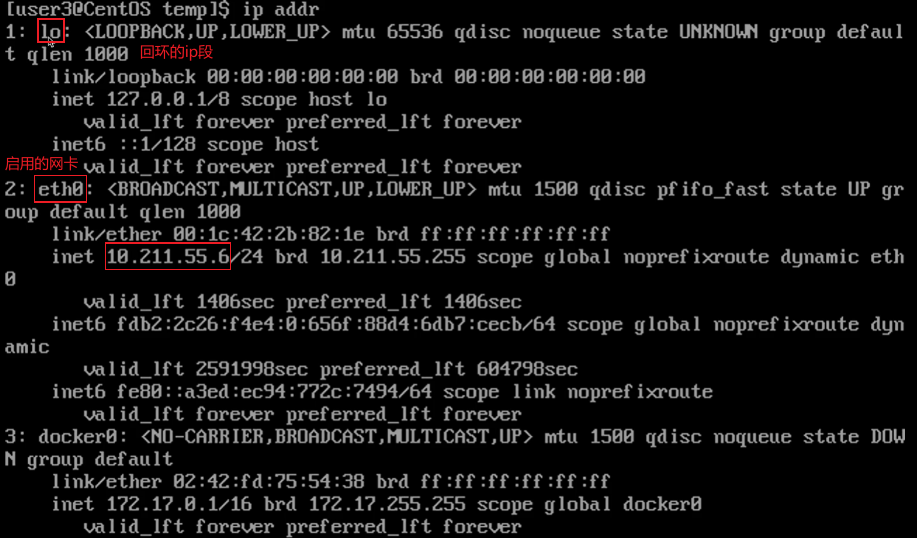 [user3@CentOS temp]$ ip addr
1: lo: <LOOPBACK,UP,LOWER_UP> mtu 65536 qdisc noqueue state UNKNOWN group defaul
t qlen 1000 回环的ip段
    link/loopback 00:00:00:00:00:00 brd 00:00:00:00:00:00
    inet 127.0.0.1/8 scope host lo
       valid_lft forever preferred_lft forever
    inet6 ::1/128 scope host
       valid_lft forever preferred_lft forever
启用的网卡
2: eth0: <BROADCAST,MULTICAST,UP,LOWER_UP> mtu 1500 qdisc pfifo_fast state UP gr
oup default qlen 1000
    link/ether 00:1c:42:2b:82:1e brd ff:ff:ff:ff:ff:ff
    inet 10.211.55.6/24 brd 10.211.55.255 scope global noprefixroute dynamic eth
0
       valid_lft 1406sec preferred_lft 1406sec
    inet6 fdb2:2c26:f4e4:0:656f:88d4:6db7:cecb/64 scope global noprefixroute dyn
amic
       valid_lft 2591998sec preferred_lft 604798sec
    inet6 fe80::a3ed:ec94:772c:7494/64 scope link noprefixroute
       valid_lft forever preferred_lft forever
3: docker0: <NO-CARRIER,BROADCAST,MULTICAST,UP> mtu 1500 qdisc noqueue state DOW
N group default
    link/ether 02:42:fd:75:54:38 brd ff:ff:ff:ff:ff:ff
    inet 172.17.0.1/16 brd 172.17.255.255 scope global docker0
       valid_lft forever preferred_lft forever